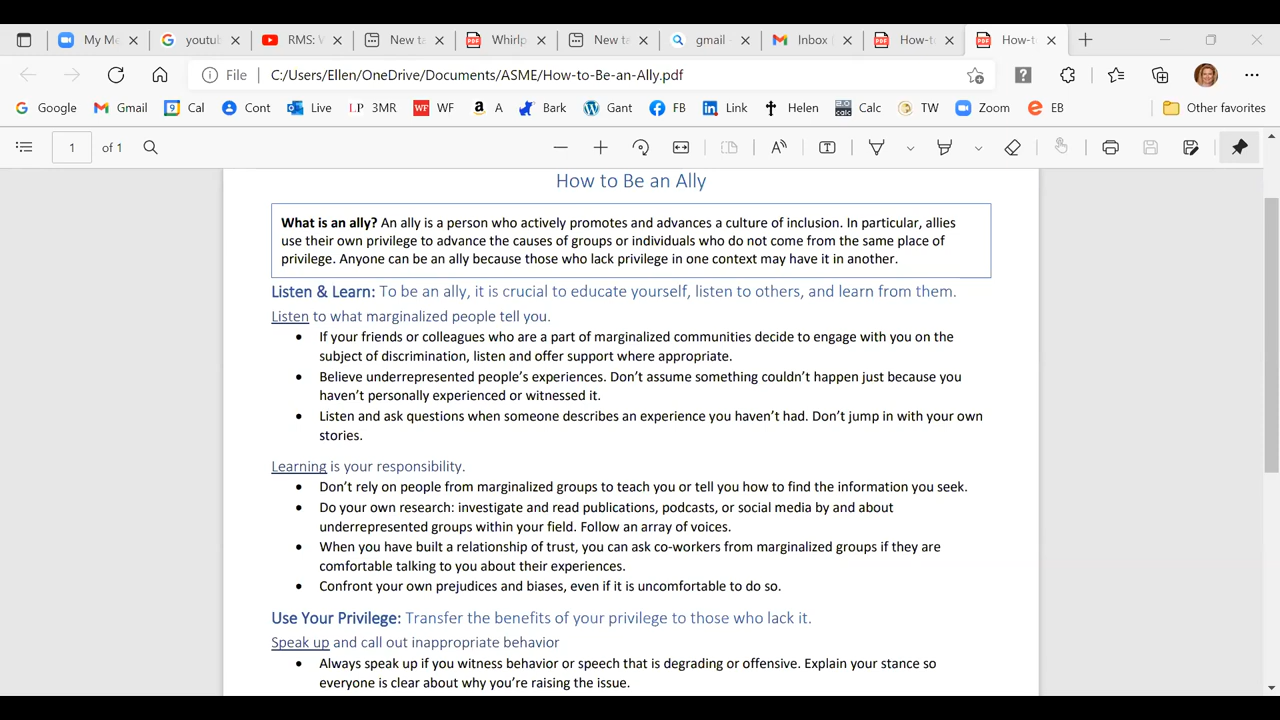 My Me
youtub
RMS: V
New ta
Whirlp
New ta
gmail -
Inbox (
How-t
How-t
File C:/Users/Ellen/OneDrive/Documents/ASME/How-to-Be-an-Ally.pdf
Google Gmail 9 Cal Cont Live LP 3MR WF WF a A Bark Gant FB Link Helen 2.0 calc Calc TW Zoom EB Other favorites
1 of 1
How to Be an Ally
What is an ally? An ally is a person who actively promotes and advances a culture of inclusion. In particular, allies
use their own privilege to advance the causes of groups or individuals who do not come from the same place of
privilege. Anyone can be an ally because those who lack privilege in one context may have it in another.
Listen & Learn: To be an ally, it is crucial to educate yourself, listen to others, and learn from them.
Listen to what marginalized people tell you.
• If your friends or colleagues who are a part of marginalized communities decide to engage with you on the
subject of discrimination, listen and offer support where appropriate.
• Believe underrepresented people's experiences. Don't assume something couldn't happen just because you
haven't personally experienced or witnessed it.
• Listen and ask questions when someone describes an experience you haven't had. Don't jump in with your own
stories.
Learning is your responsibility.
• Don't rely on people from marginalized groups to teach you or tell you how to find the information you seek.
• Do your own research: investigate and read publications, podcasts, or social media by and about
underrepresented groups within your field. Follow an array of voices.
• When you have built a relationship of trust, you can ask co-workers from marginalized groups if they are
comfortable talking to you about their experiences.
• Confront your own prejudices and biases, even if it is uncomfortable to do so.
Use Your Privilege: Transfer the benefits of your privilege to those who lack it.
Speak up and call out inappropriate behavior
• Always speak up if you witness behavior or speech that is degrading or offensive. Explain your stance so
everyone is clear about why you're raising the issue.